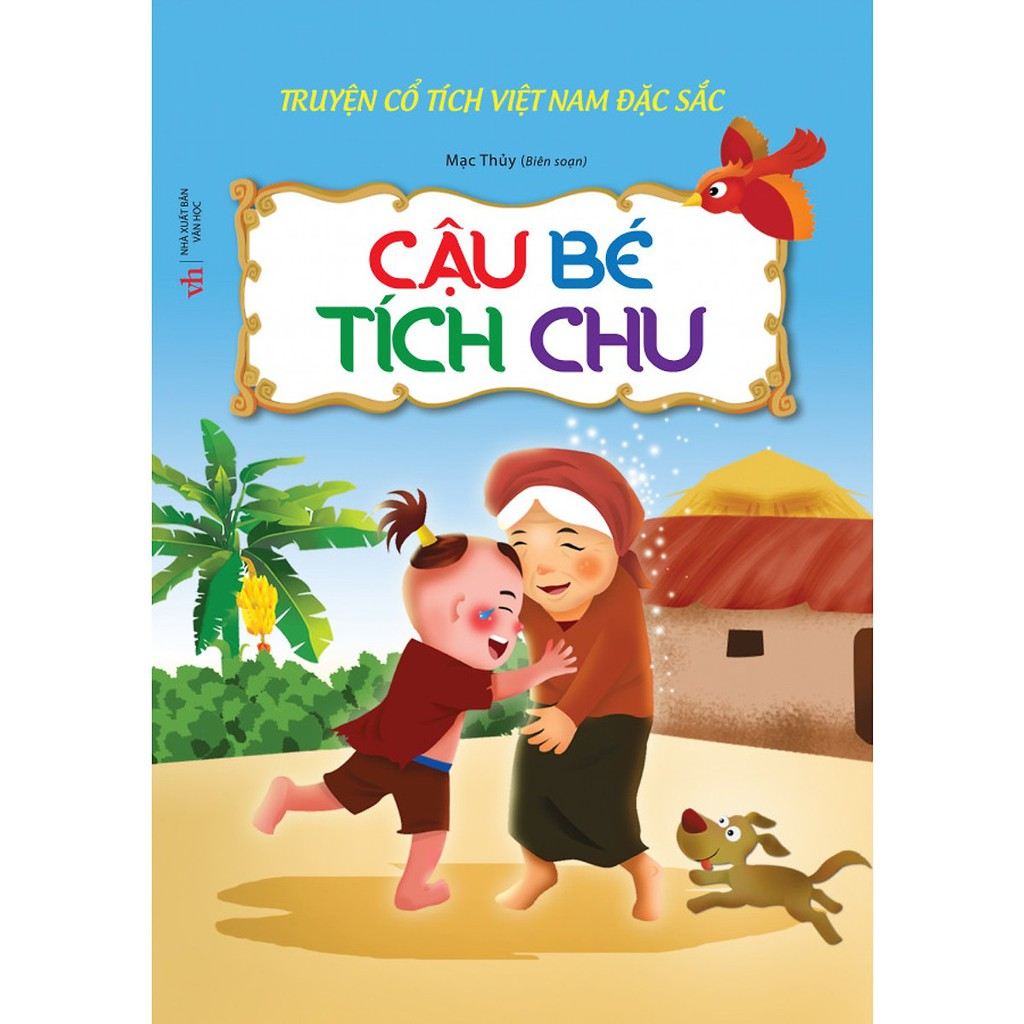 TRUYỆN CỔ TÍCH VIỆT NAM ĐẶC SẮC
Mạc Thủy (Biên soạn)
CẬU BÉ
TÍCH CHU
vh
NHÀ XUẤT BẢN
VĂN HỌC